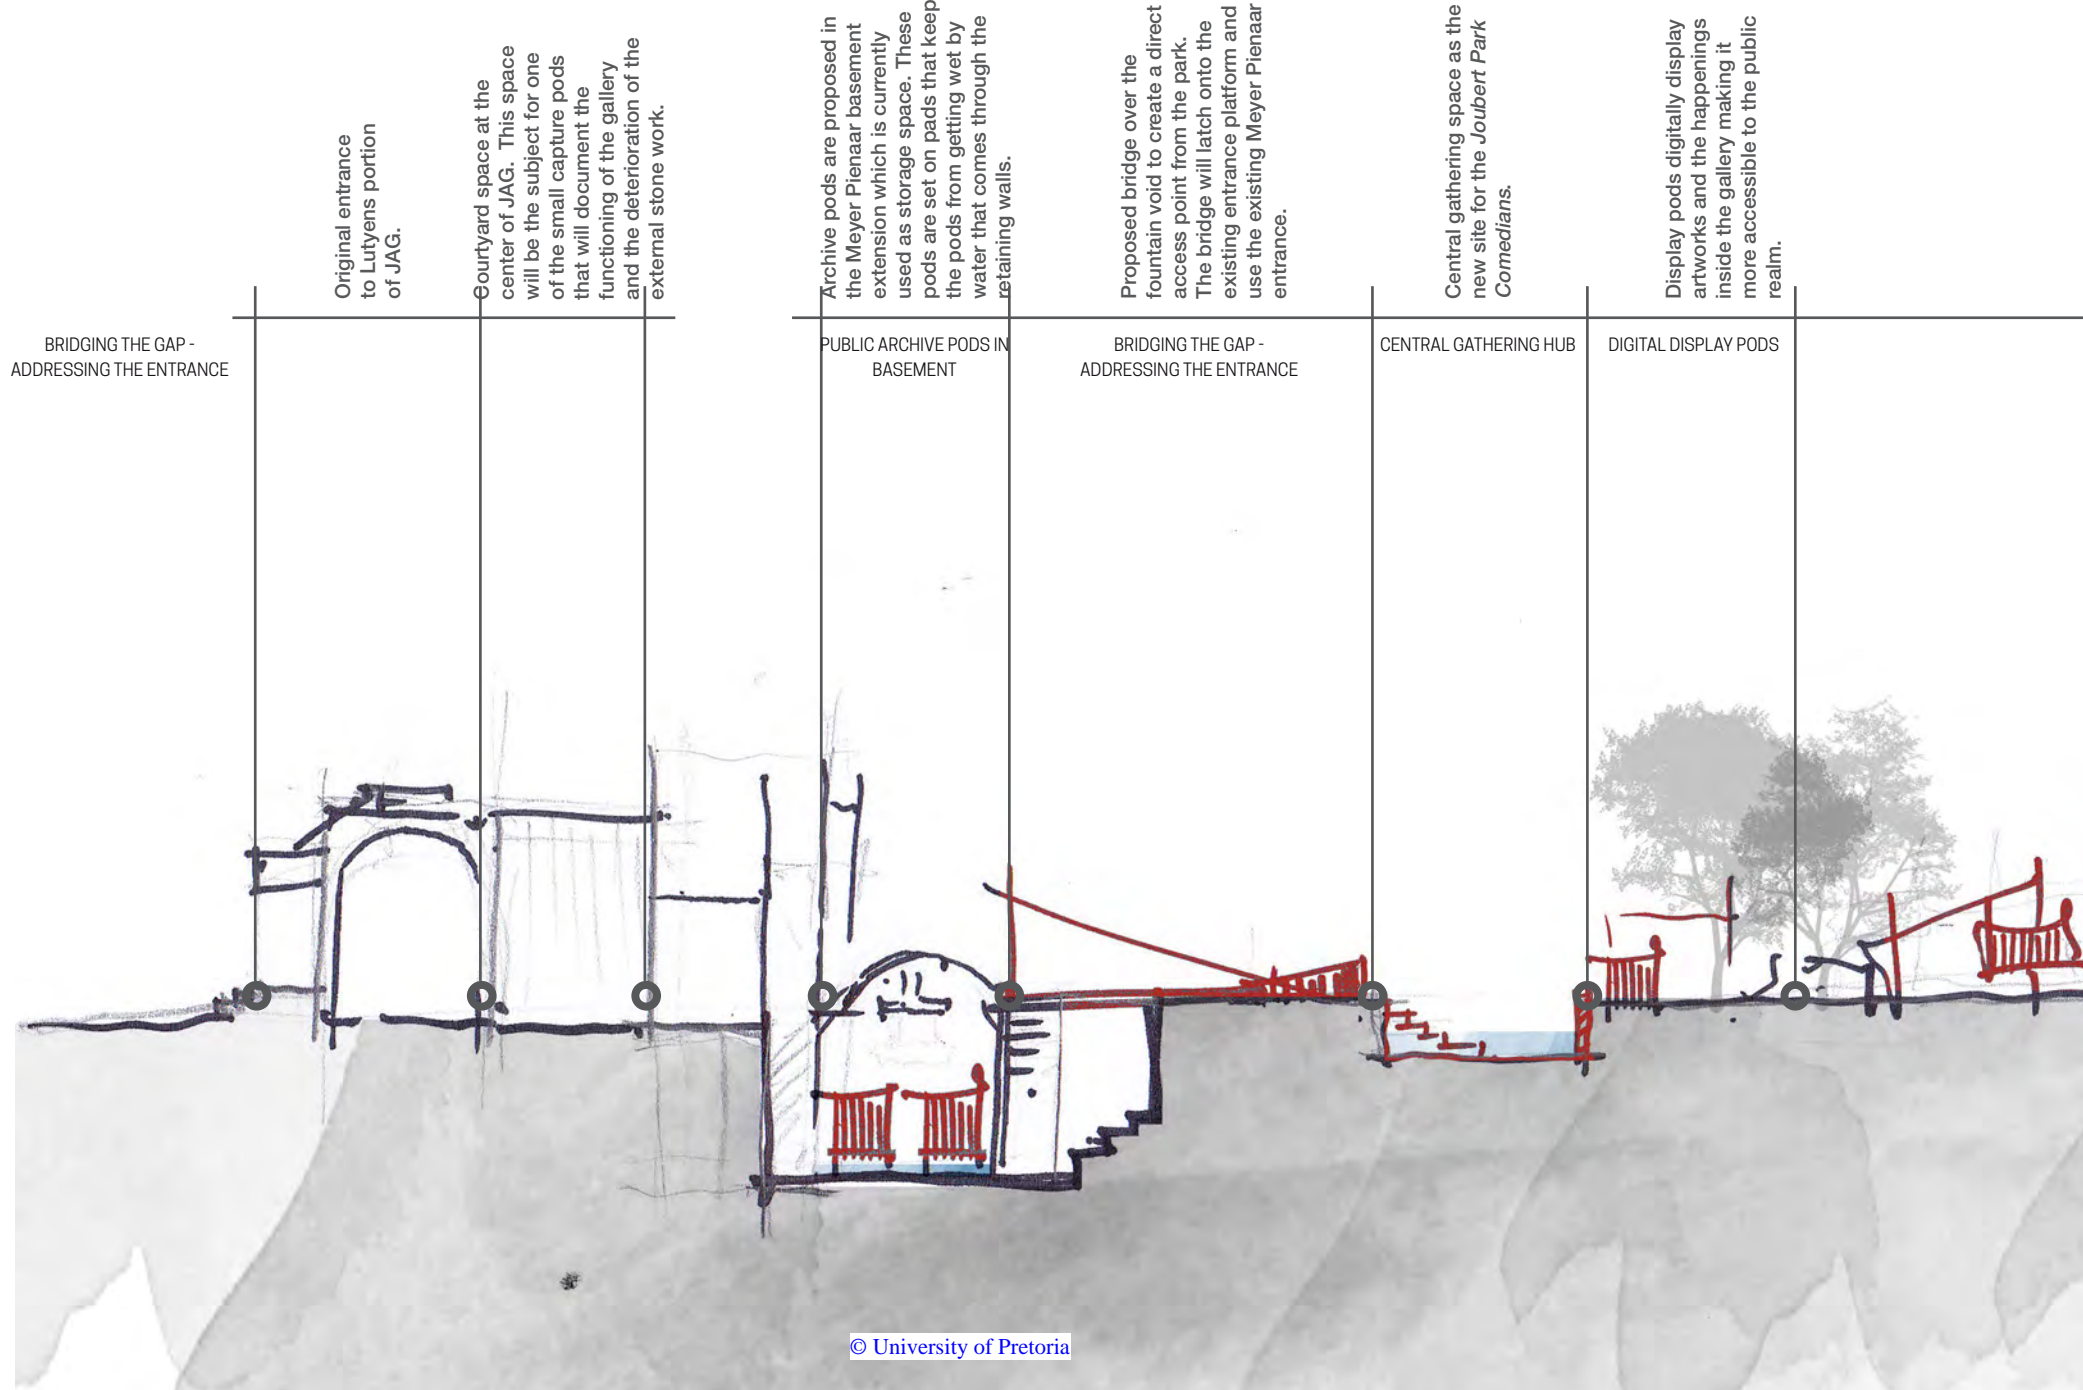 Original entrance
to Lutyens portion
of JAG.
Courtyard space at the
center of JAG.  This space
will be the subject for one
of the small capture pods
that will document the
functioning of the gallery
and the deterioration of the
external stone work.
Archive pods are proposed in
the Meyer Pienaar basement
extension which is currently
used as storage space. These
pods are set on pads that keep
the pods from getting wet by
water that comes through the
retaining walls.
Proposed bridge over the
fountain void to create a direct
access point from the park.
The bridge will latch onto the
existing entrance platform and
use the existing Meyer Pienaar
entrance.
Central gathering space as the
new site for the Joubert Park
Comedians.
Display pods digitally display
artworks and the happenings
inside the gallery making it
more accessible to the public
realm.
BRIDGING THE GAP -
ADDRESSING THE ENTRANCE
PUBLIC ARCHIVE PODS IN
BASEMENT
BRIDGING THE GAP -
ADDRESSING THE ENTRANCE
CENTRAL GATHERING HUB
DIGITAL DISPLAY PODS
© University of Pretoria